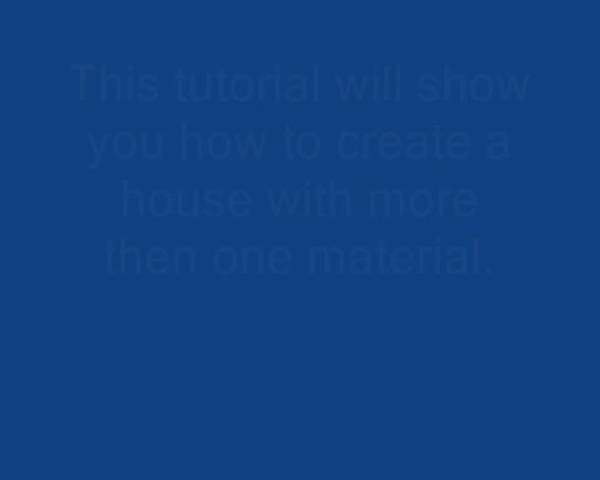 This tutorial will show
you how to create a
house with more
then one material.